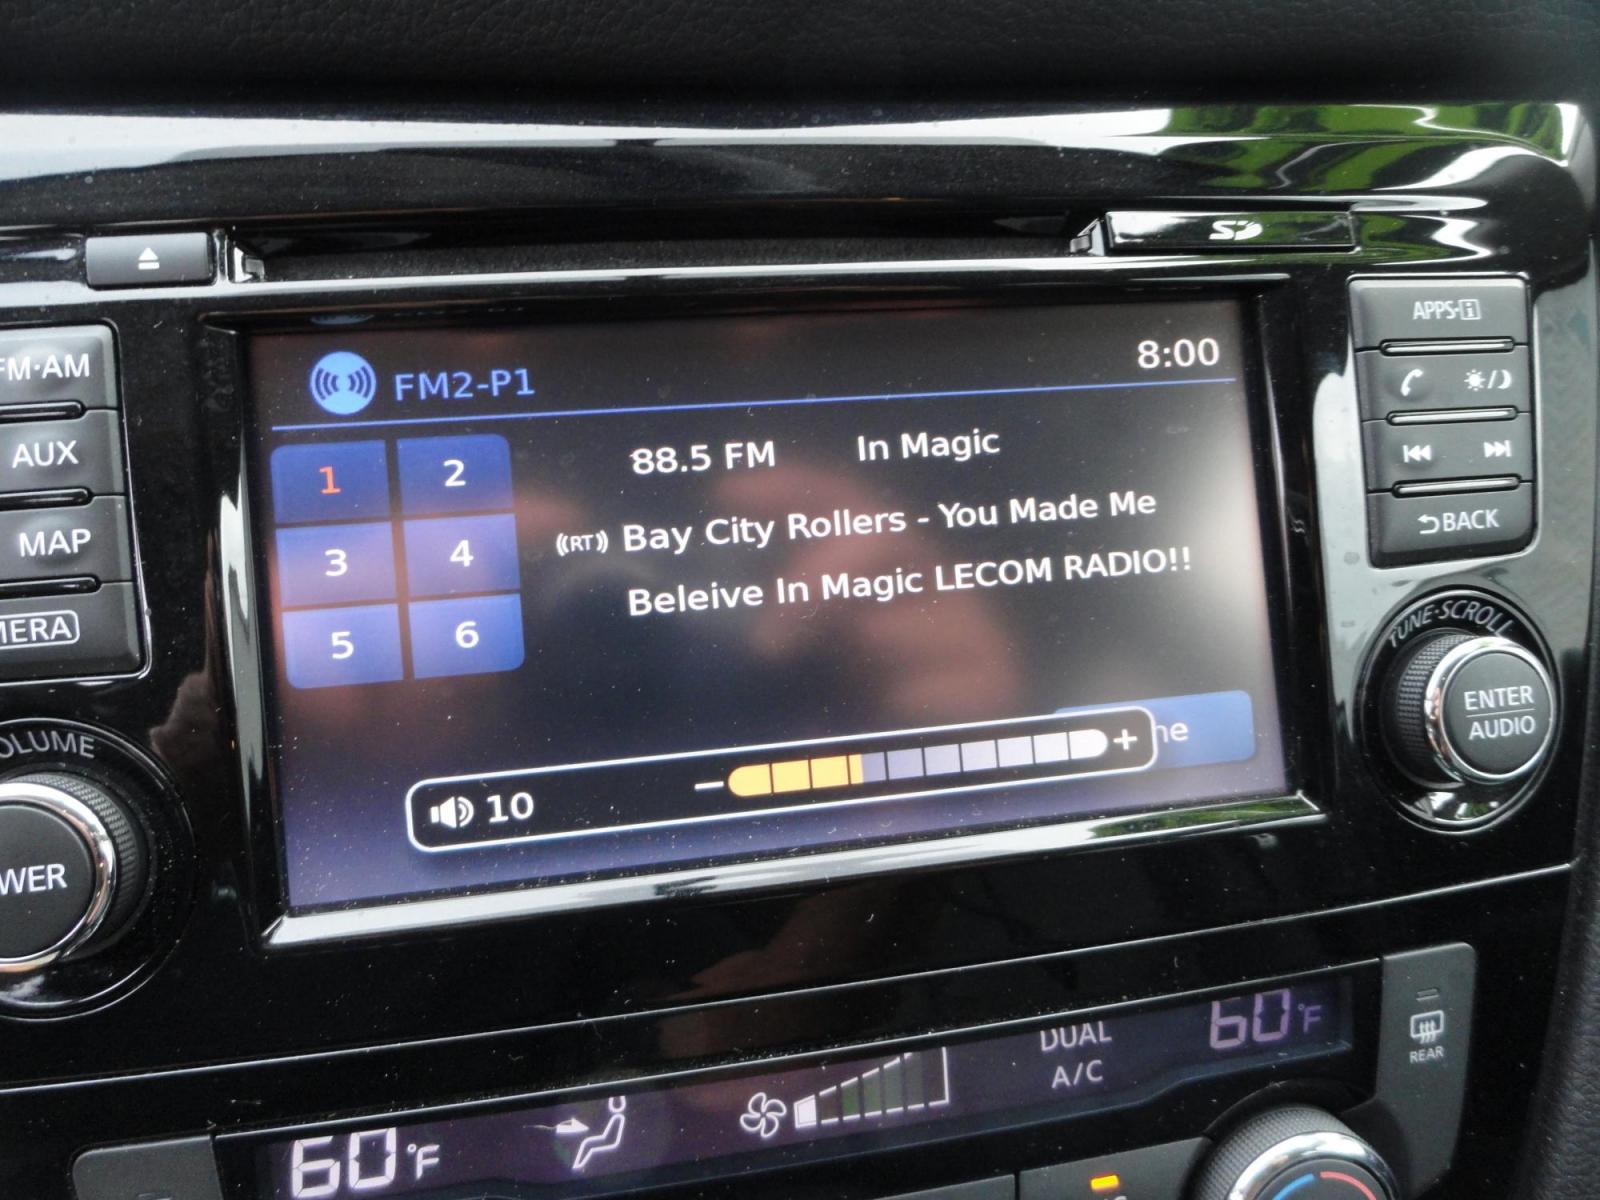 SD
APPS·i
FM·AM
FM2-P1
8:00
AUX
1
2
88.5 FM
In Magic
((RT)) Bay City Rollers - You Made Me
Beleive In Magic LECOM RADIO!!
BACK
MAP
3
4
MERA
5
6
TUNE·SCROLL
ENTER
AUDIO
OLUME
WER
10
-
+
ne
DUAL
A/C
60°F
REAR
60°F